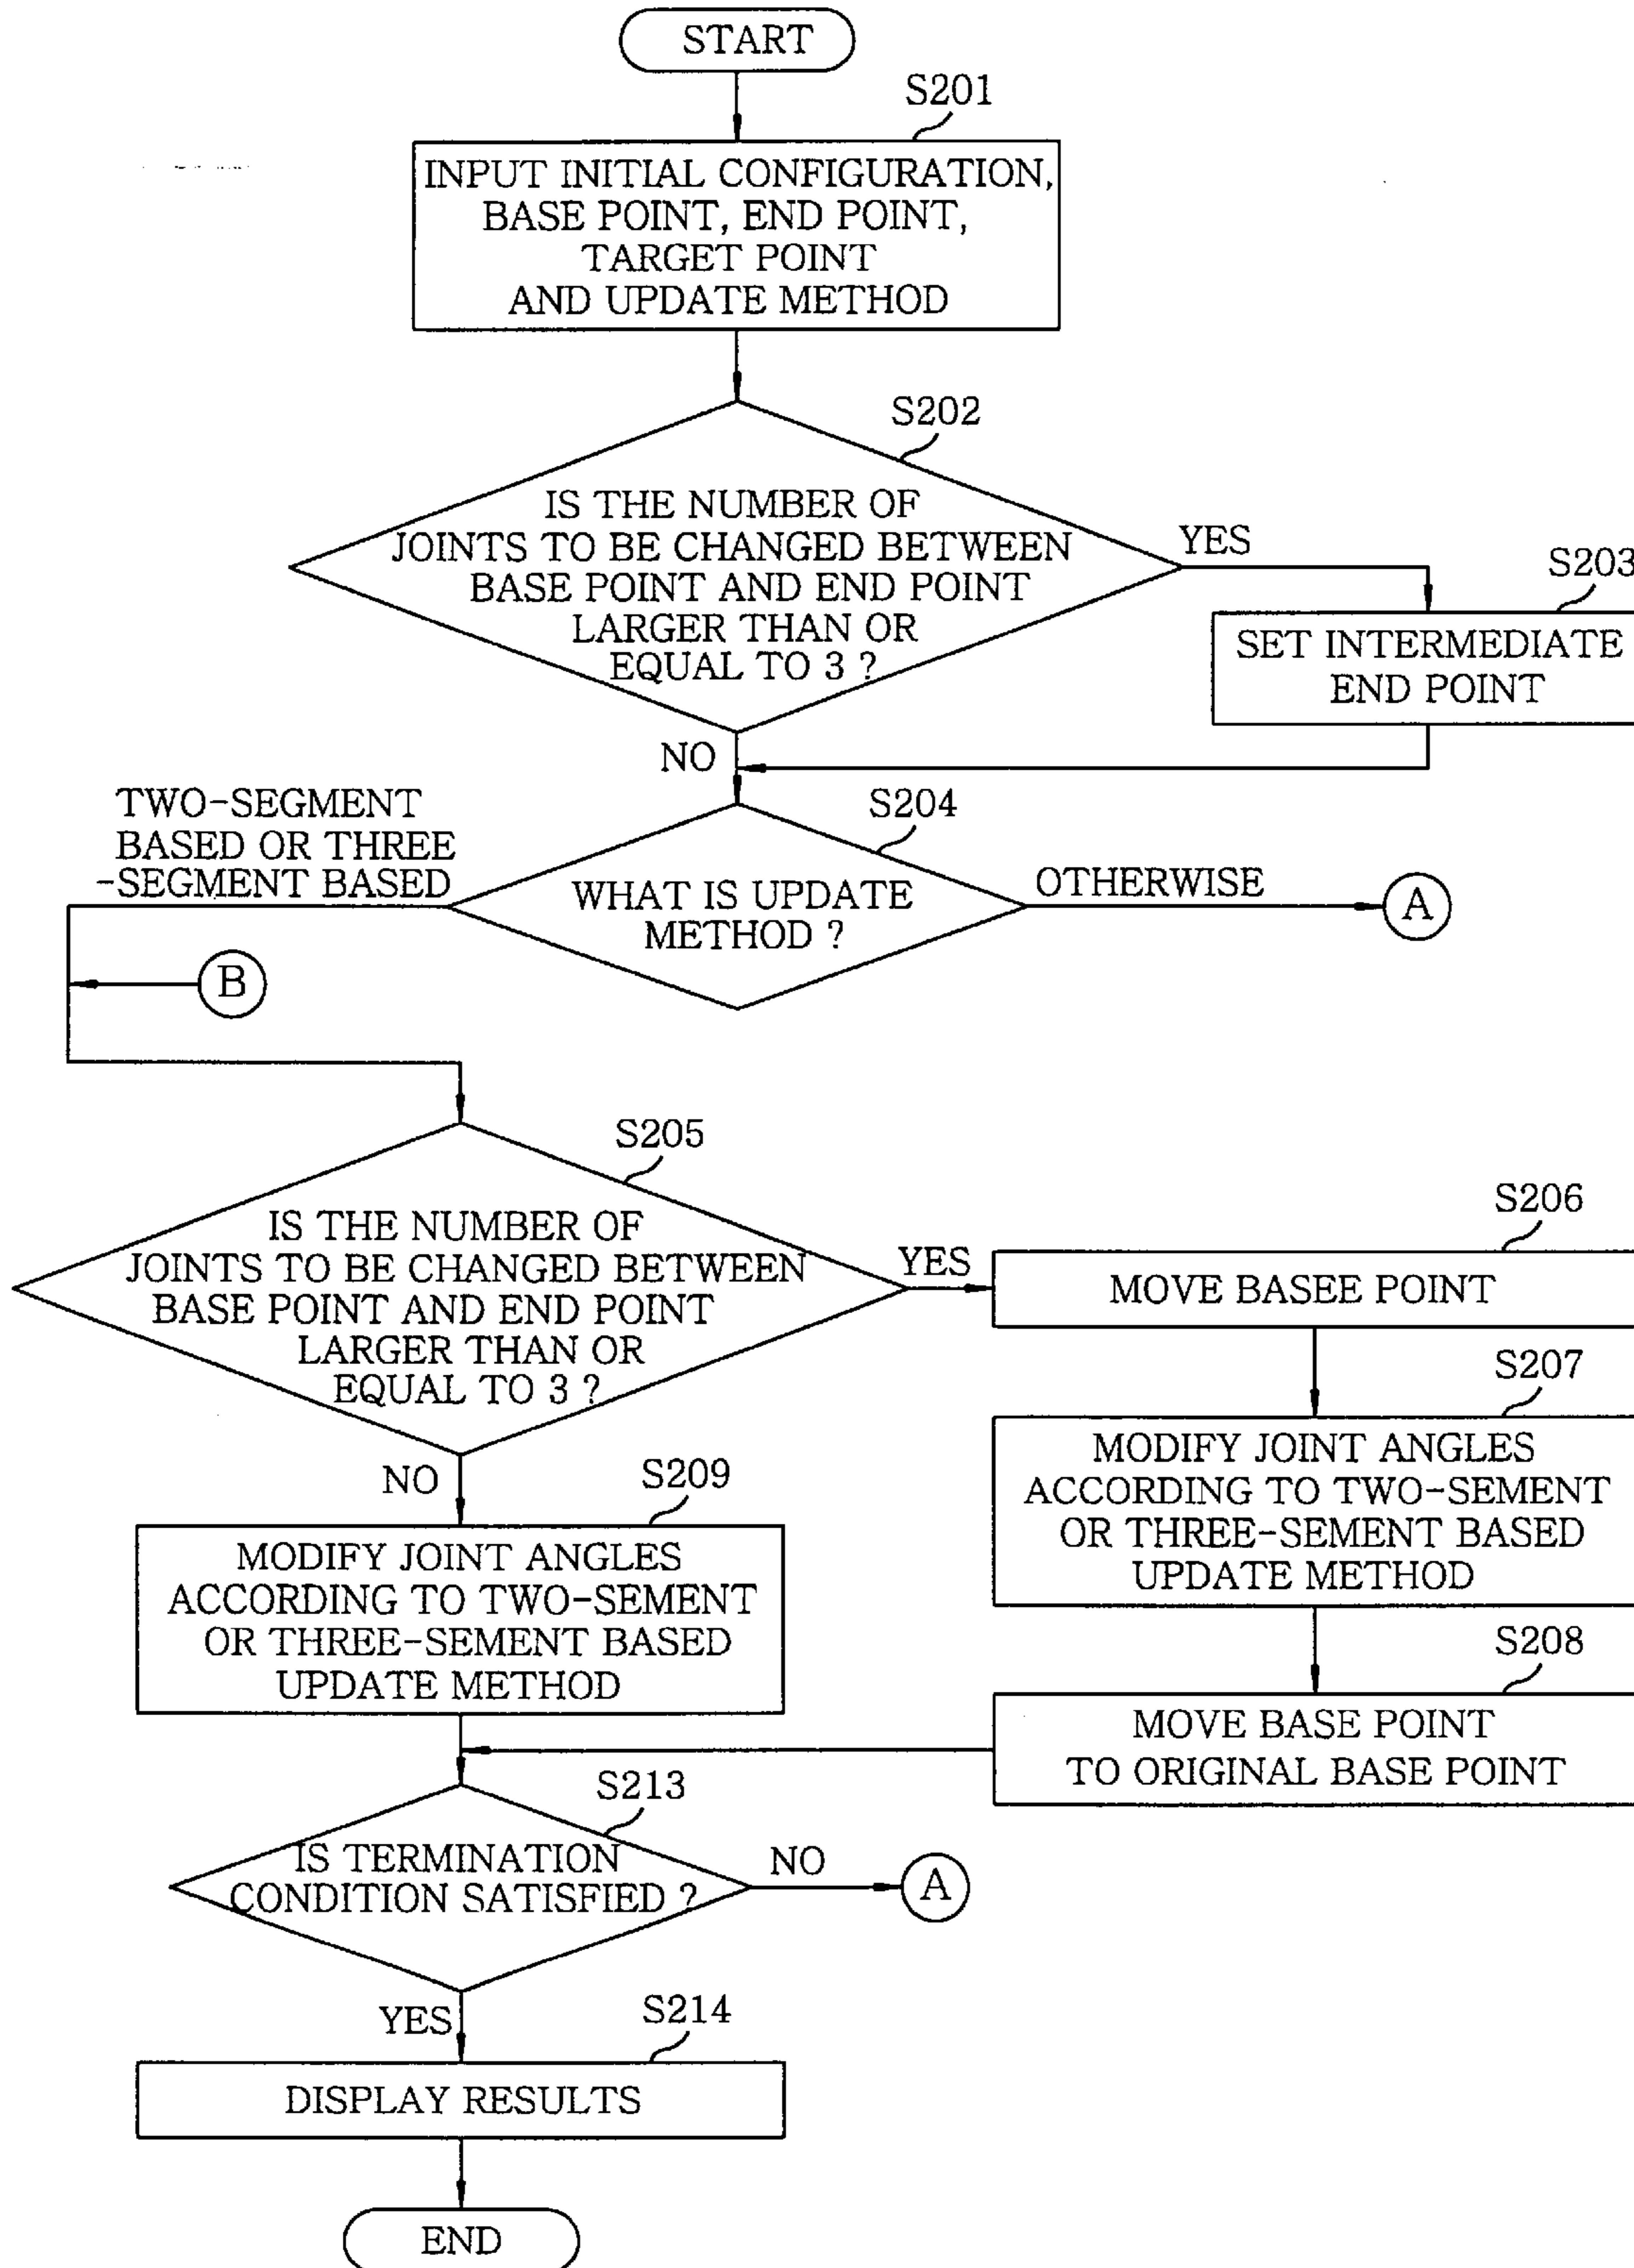 START
S201
INPUT INITIAL CONFIGURATION,
BASE POINT, END POINT,
TARGET POINT
AND UPDATE METHOD
S202
IS THE NUMBER OF
JOINTS TO BE CHANGED BETWEEN
BASE POINT AND END POINT
LARGER THAN OR
EQUAL TO 3 ?
YES
S203
SET INTERMEDIATE
END POINT
NO
TWO-SEGMENT
BASED OR THREE
-SEGMENT BASED
S204
WHAT IS UPDATE
METHOD ?
OTHERWISE
A
B
S205
IS THE NUMBER OF
JOINTS TO BE CHANGED BETWEEN
BASE POINT AND END POINT
LARGER THAN OR
EQUAL TO 3 ?
YES
S206
MOVE BASEE POINT
S207
MODIFY JOINT ANGLES
ACCORDING TO TWO-SEMENT
OR THREE-SEMENT BASED
UPDATE METHOD
NO
S209
MODIFY JOINT ANGLES
ACCORDING TO TWO-SEMENT
OR THREE-SEMENT BASED
UPDATE METHOD
S208
MOVE BASE POINT
TO ORIGINAL BASE POINT
S213
IS TERMINATION
CONDITION SATISFIED ?
NO
A
YES
S214
DISPLAY RESULTS
END